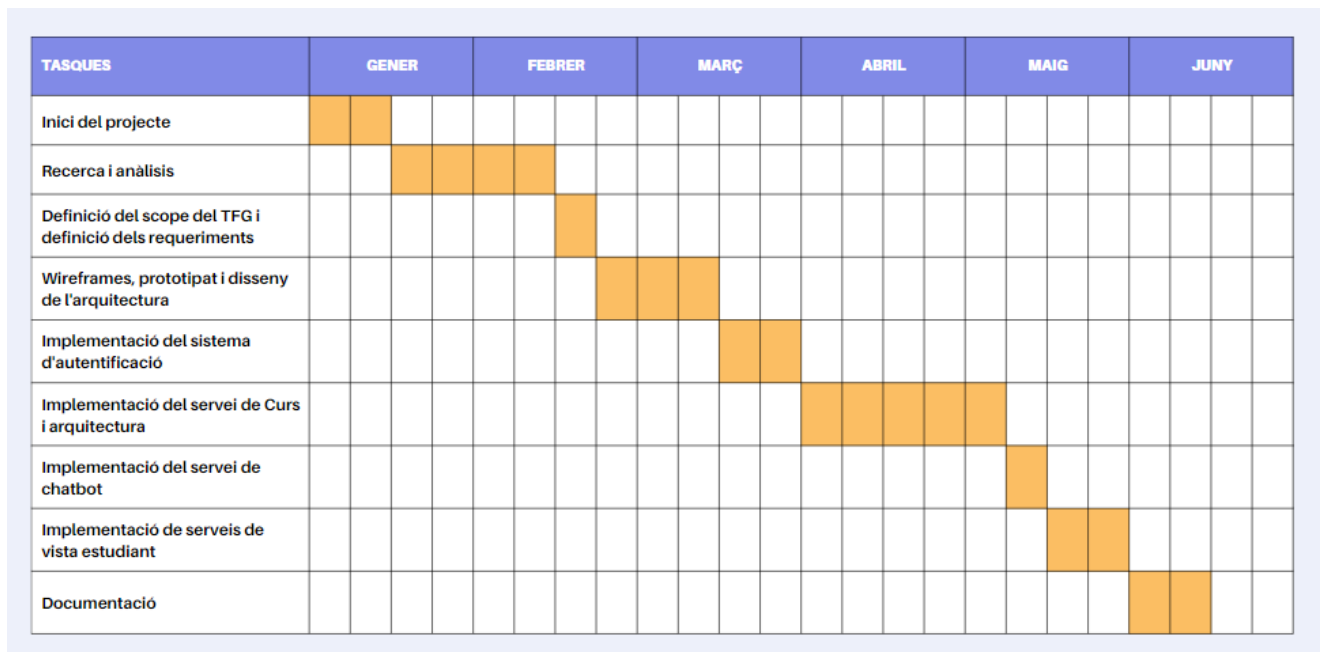 TASQUES GENER FEBRER MARÇ ABRIL MAIG JUNY
Inici del projecte
Recerca i anàlisis
Definició del scope del TFG i
definició dels requeriments
Wireframes, prototipat i disseny
de l'arquitectura
Implementació del sistema
d'autentificació
Implementació del servei de Curs
i arquitectura
Implementació del servei de
chatbot
Implementació de serveis de
vista estudiant
Documentació